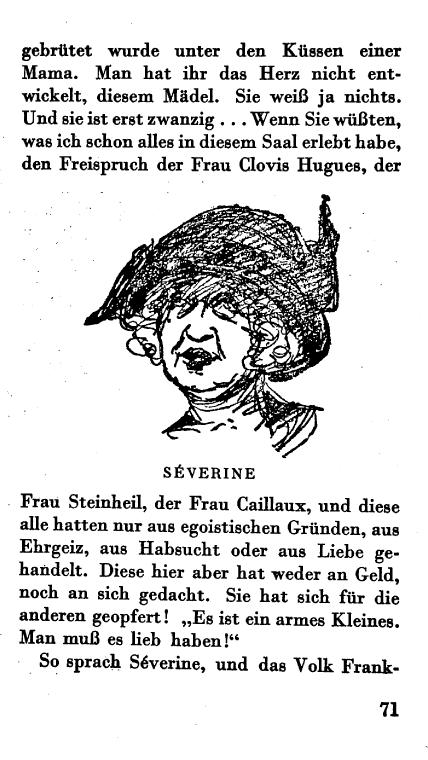 gebrütet wurde unter den Küssen einer
Mama. Man hat ihr das Herz nicht ent-
wickelt, diesem Mädel. Sie weiß ja nichts.
Und sie ist erst zwanzig . . . Wenn Sie wüßten,
was ich schon alles in diesem Saal erlebt habe,
den Freispruch der Frau Clovis Hugues, der
SÉVERINE
Frau Steinheil, der Frau Caillaux, und diese
alle hatten nur aus egoistischen Gründen, aus
Ehrgeiz, aus Habsucht oder aus Liebe ge-
handelt. Diese hier aber hat weder an Geld,
noch an sich gedacht. Sie hat sich für die
anderen geopfert! „Es ist ein armes Kleines.
Man muß es lieb haben!“
So sprach Séverine, und das Volk Frank-
71